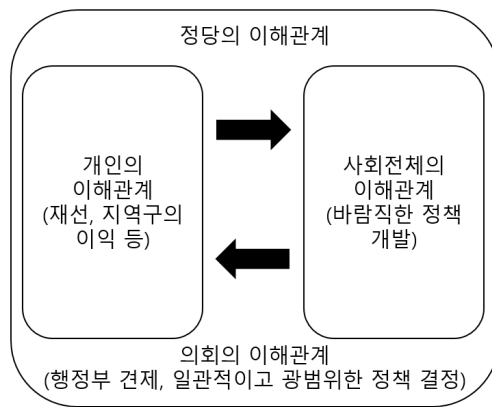 정당의 이해관계
개인의
이해관계
(재선, 지역구의
이익 등)
사회전체의
이해관계
(바람직한 정책
개발)
의회의 이해관계
(행정부 견제, 일관적이고 광범위한 정책 결정)